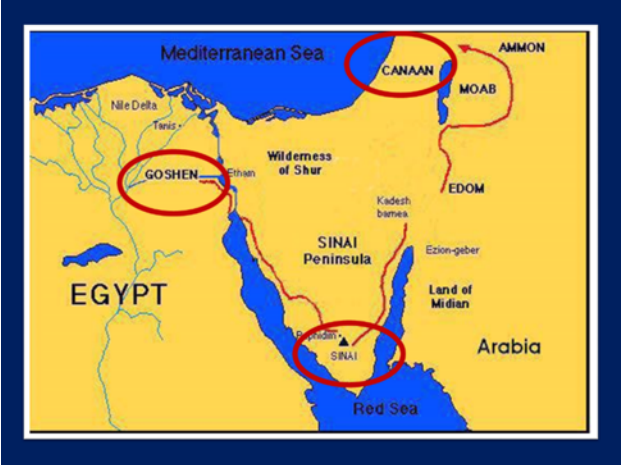 Mediterranean Sea
AMMON
CANAAN
MOAB
Nile Delta
Tanis
Wilderness
of Shur
GOSHEN
Etham
EDOM
Kadesh
barnea
SINAI
Peninsula
Ezion-geber
EGYPT
Land of
Midian
Rephidim
SINAI
Arabia
Red Sea